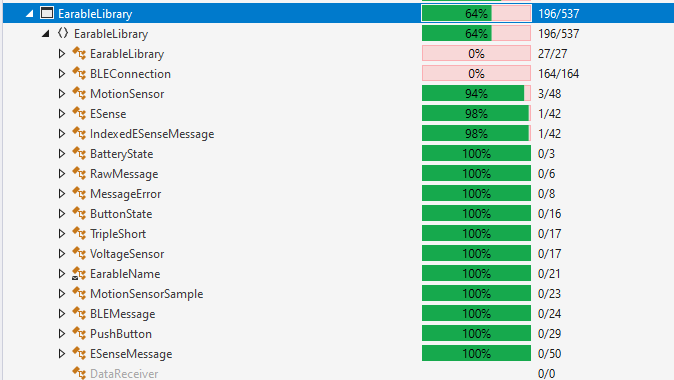 EarableLibrary 64% 196/537
EarableLibrary 64% 196/537
EarableLibrary 0% 27/27
BLEConnection 0% 164/164
MotionSensor 94% 3/48
ESense 98% 1/42
IndexedESenseMessage 98% 1/42
BatteryState 100% 0/3
RawMessage 100% 0/6
MessageError 100% 0/8
ButtonState 100% 0/16
TripleShort 100% 0/17
VoltageSensor 100% 0/17
EarableName 100% 0/21
MotionSensorSample 100% 0/23
BLEMessage 100% 0/24
PushButton 100% 0/29
ESenseMessage 100% 0/50
DataReceiver 0/0